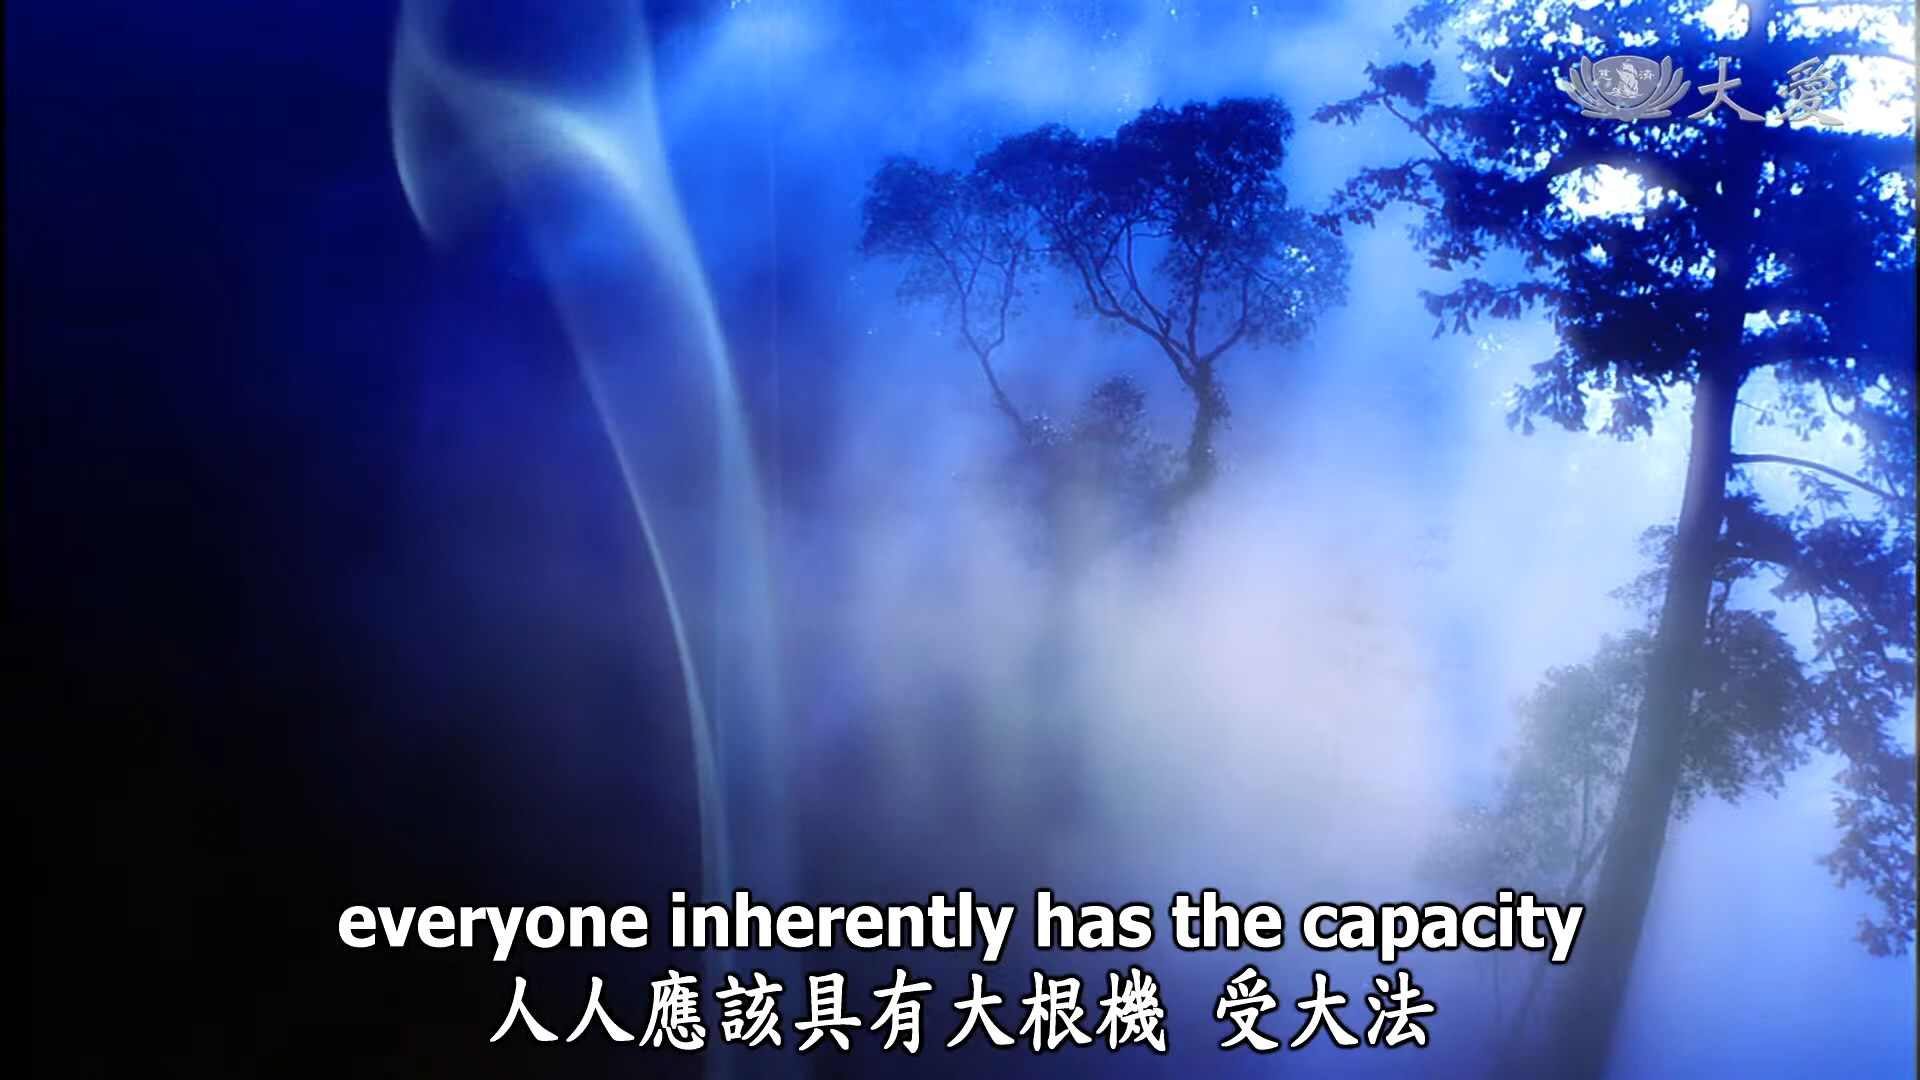 大愛
everyone inherently has the capacity
人人應該具有大根機 受大法